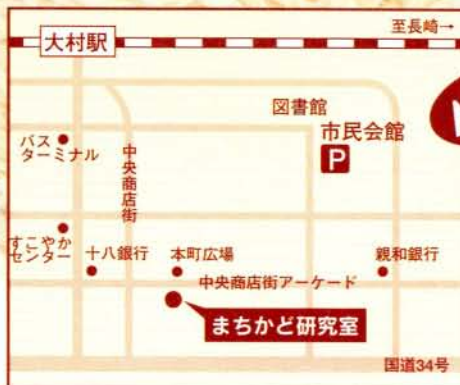 至長崎→
大村駅
図書館
市民会館
P
バス
ターミナル
中央商店街
すこやか
センター
十八銀行
本町広場
親和銀行
中央商店街アーケード
まちかど研究室
国道34号